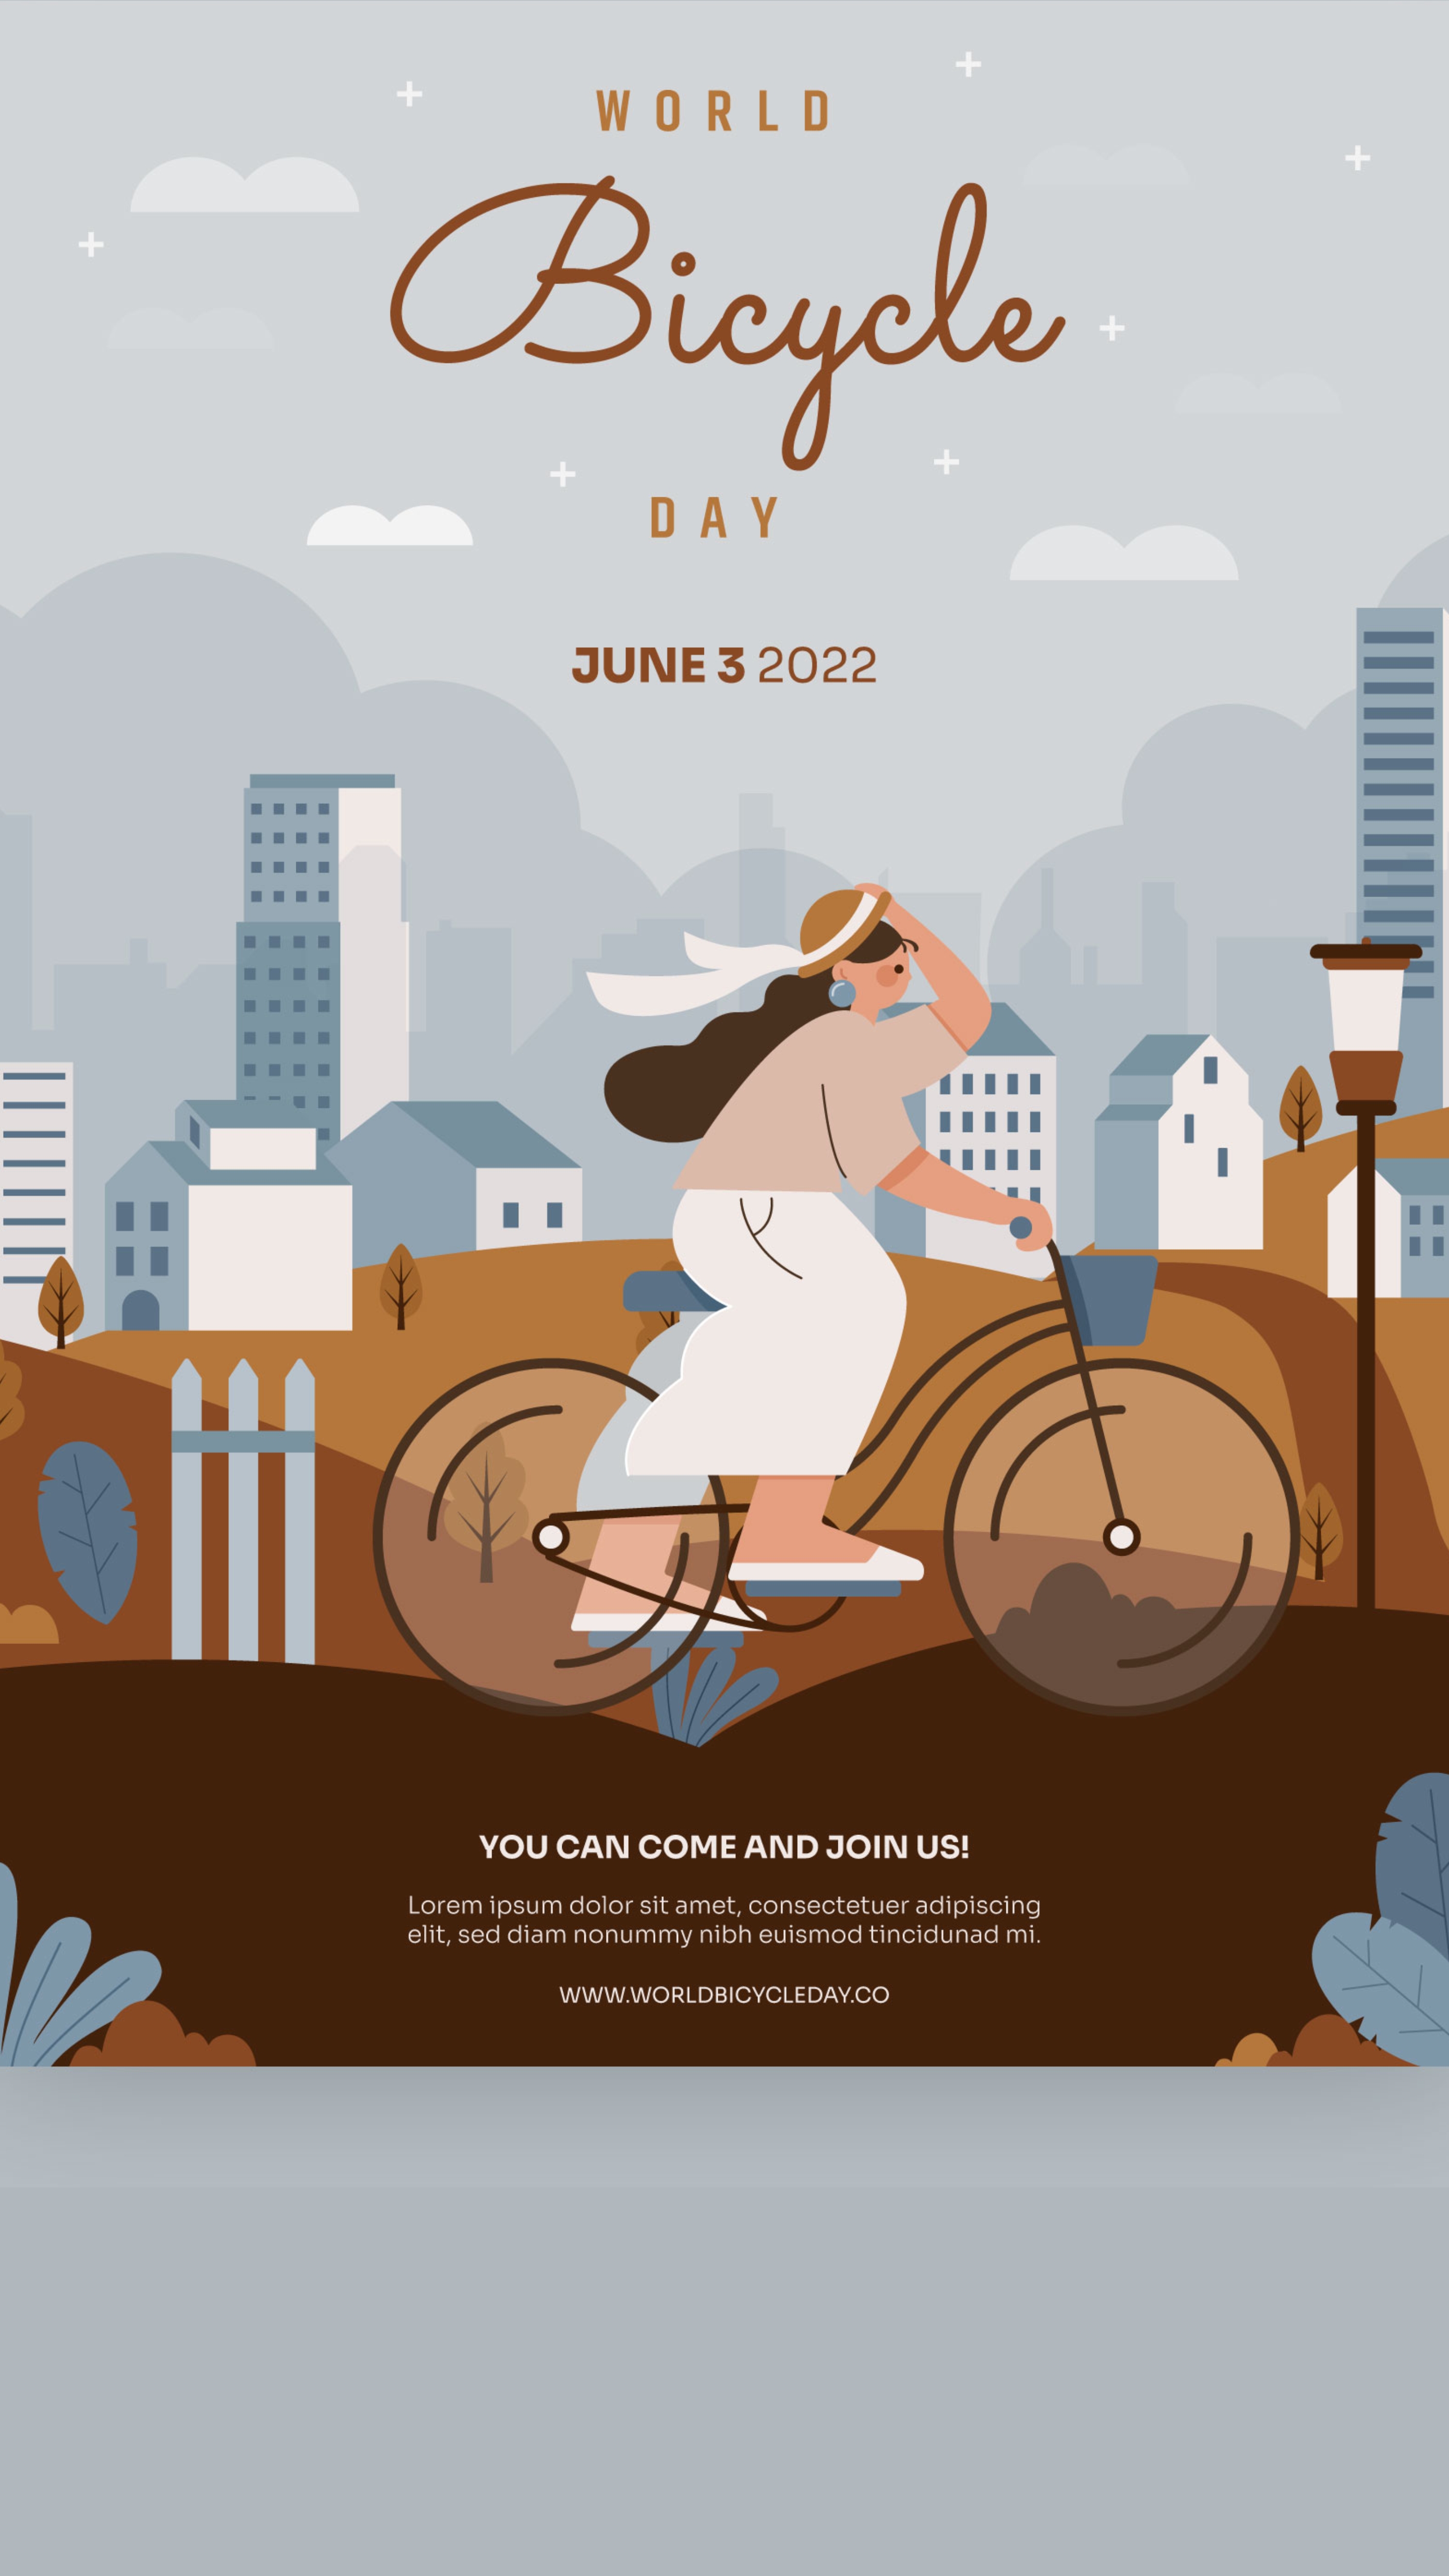 WORLD
Bicycle
DAY
JUNE 3 2022
YOU CAN COME AND JOIN US!
Lorem ipsum dolor sit amet, consectetuer adipiscing
elit, sed diam nonummy nibh euismod tincidunad mi.
WWW.WORLDBICYCLEDAY.CO